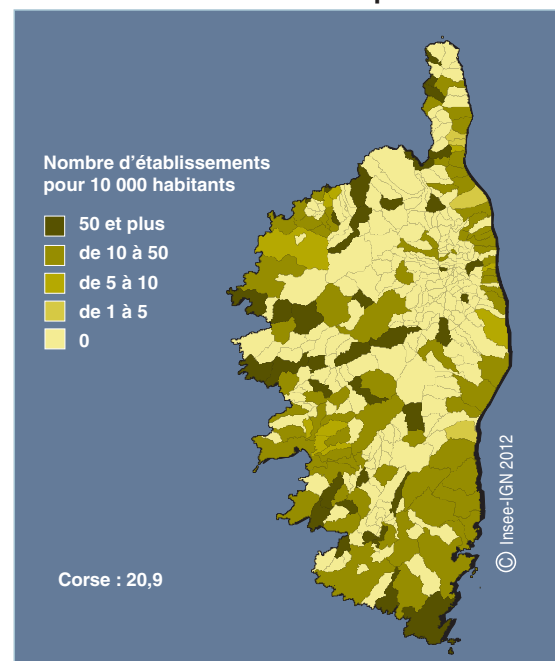 Nombre d'établissements
pour 10 000 habitants
50 et plus
de 10 à 50
de 5 à 10
de 1 à 5
0
© Insee-IGN 2012
Corse : 20,9